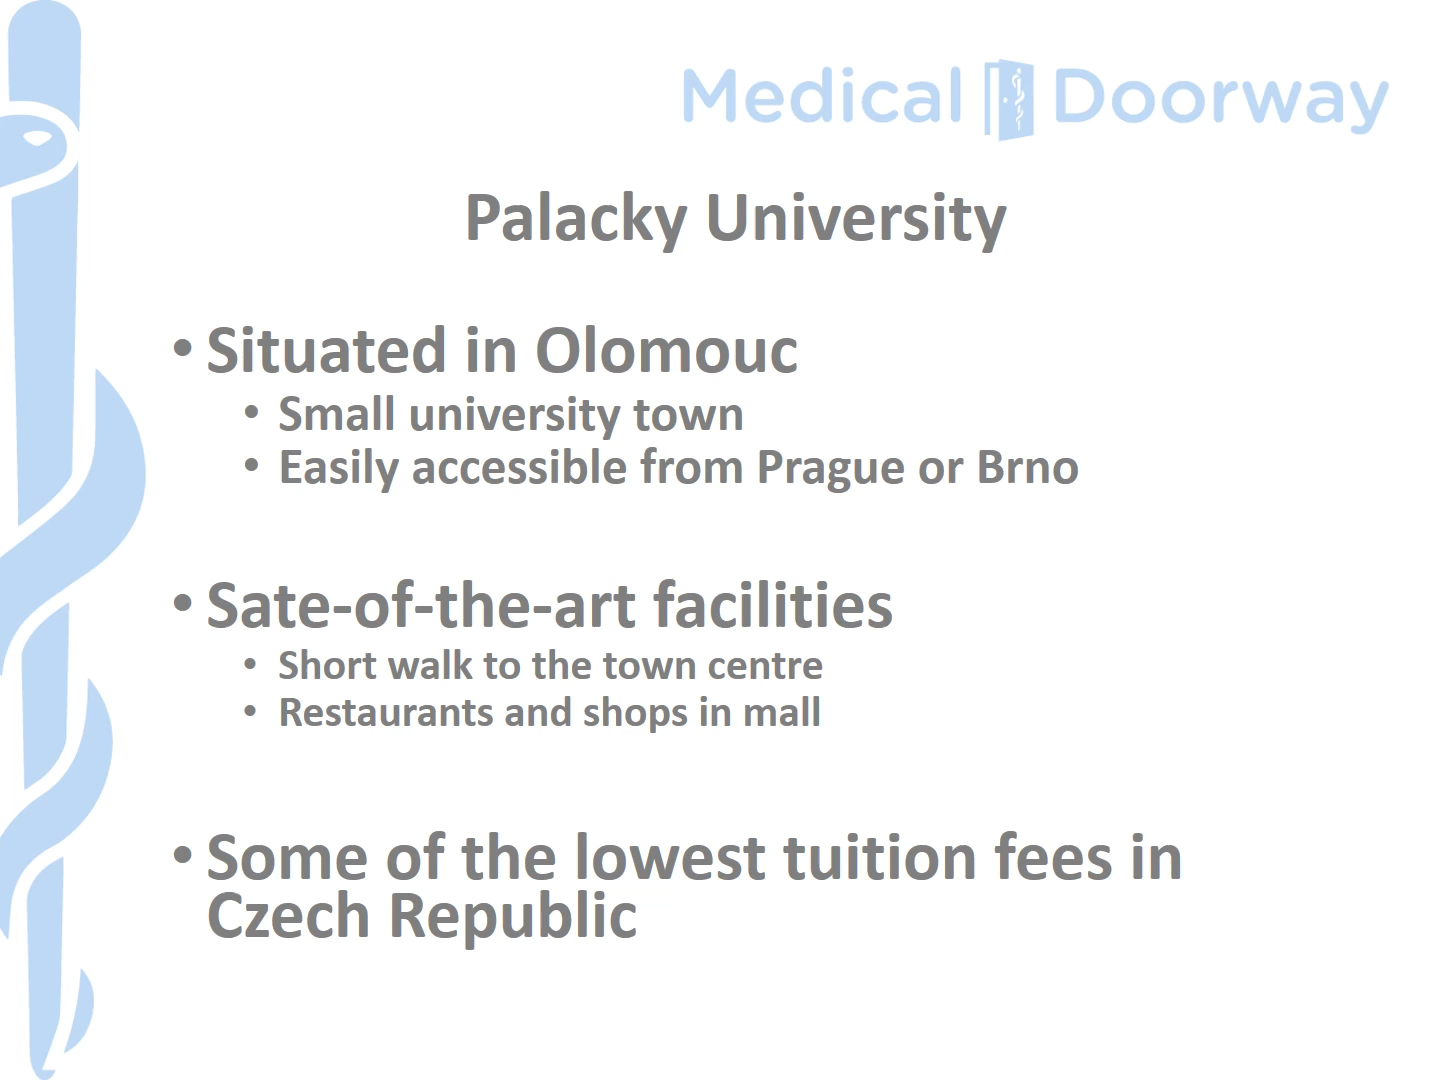 Medical Doorway
Palacky University
• Situated in Olomouc
• Small university town
• Easily accessible from Prague or Brno
• Sate-of-the-art facilities
• Short walk to the town centre
• Restaurants and shops in mall
• Some of the lowest tuition fees in
Czech Republic